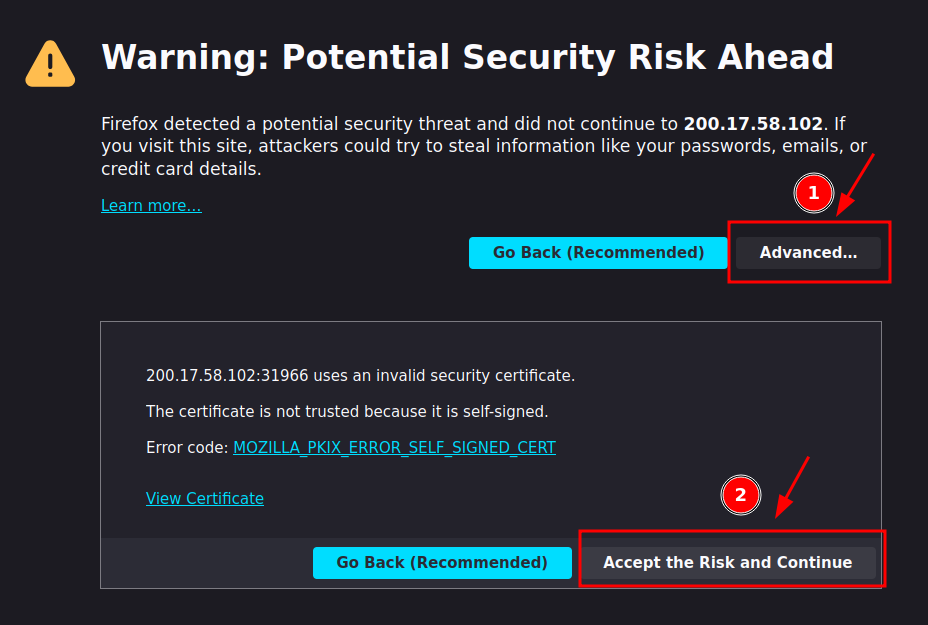 Warning: Potential Security Risk Ahead
Firefox detected a potential security threat and did not continue to 200.17.58.102. If
you visit this site, attackers could try to steal information like your passwords, emails, or
credit card details.
Learn more…
1
Go Back (Recommended)
Advanced…
200.17.58.102:31966 uses an invalid security certificate.
The certificate is not trusted because it is self-signed.
Error code: MOZILLA_PKIX_ERROR_SELF_SIGNED_CERT
View Certificate
2
Go Back (Recommended)
Accept the Risk and Continue